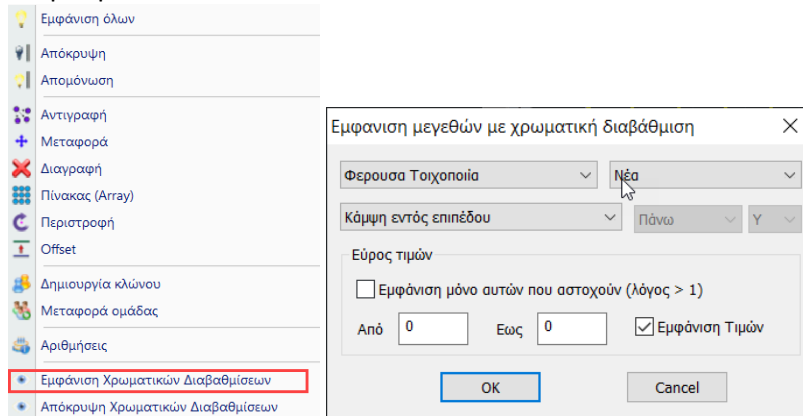 Εμφάνιση όλων
Απόκρυψη
Απομόνωση
Αντιγραφή
Μεταφορά
Διαγραφή
Πίνακας (Array)
Περιστροφή
Offset
Δημιουργία κλώνου
Μεταφορά ομάδας
Αριθμήσεις
Εμφάνιση Χρωματικών Διαβαθμίσεων
Απόκρυψη Χρωματικών Διαβαθμίσεων
Εμφανιση μεγεθών με χρωματική διαβάθμιση
Φερουσα Τοιχοποιία Νέα
Κάμψη εντός επιπέδου Πάνω Y
Εύρος τιμών
Εμφάνιση μόνο αυτών που αστοχούν (λόγος > 1)
Από 0 Εως 0 Εμφάνιση Τιμών
OK Cancel